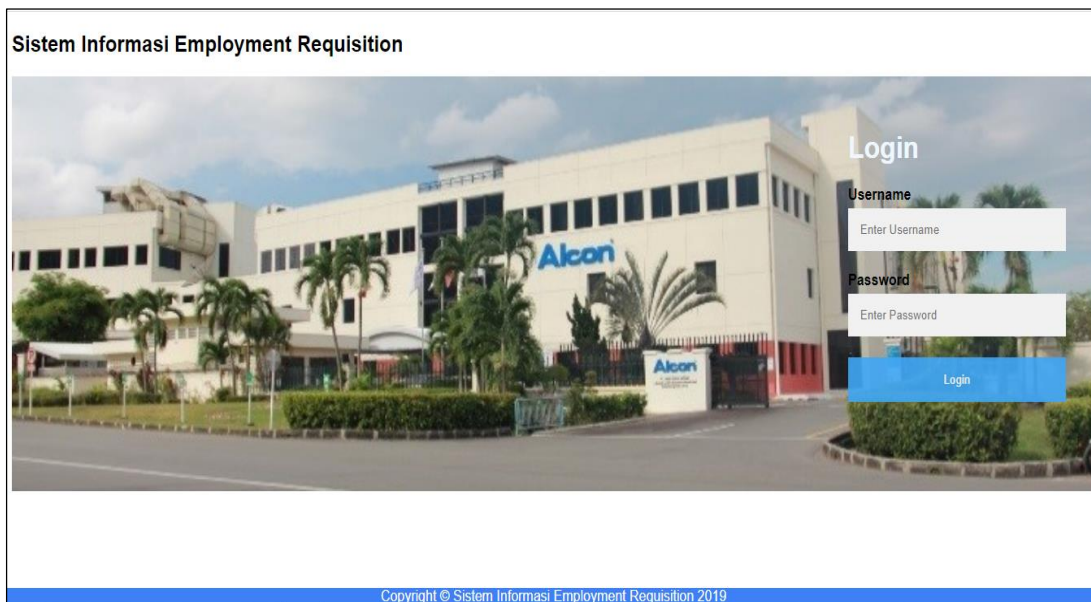 Sistem Informasi Employment Requisition
Alcon
Alcon
Login
Username
Enter Username
Password
Enter Password
Login
Copyright © Sistem Informasi Employment Requisition 2019